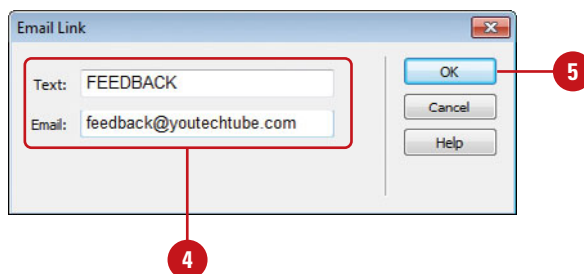 Email Link
Text: FEEDBACK
Email: feedback@youtechtube.com
OK
Cancel
Help
5
4